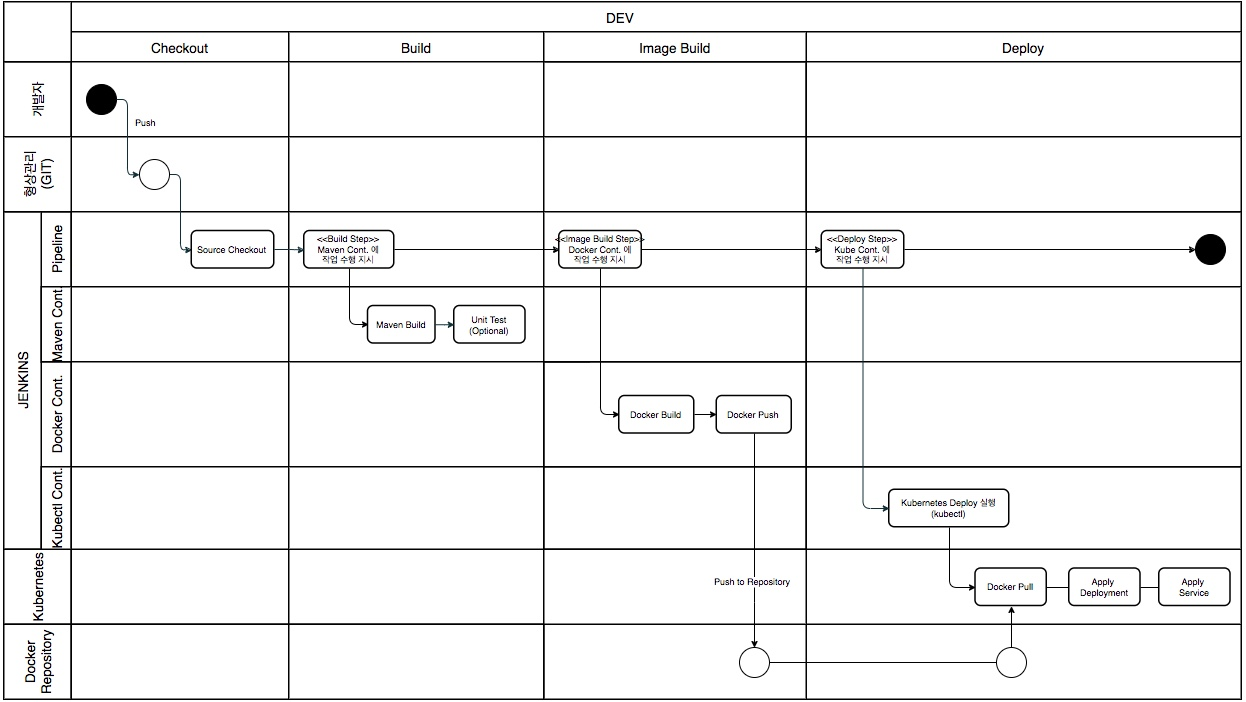 DEV
Checkout
Build
Image Build
Deploy
개발자
Push
형상관리
(GIT)
JENKINS
Pipeline
Source Checkout
<<Build Step>>
Maven Cont. 에
작업 수행 지시
<<Image Build Step>>
Docker Cont. 에
작업 수행 지시
<<Deploy Step>>
Kube Cont. 에
작업 수행 지시
Maven Cont.
Maven Build
Unit Test
(Optional)
Docker Cont.
Docker Build
Docker Push
Kubectl Cont.
Kubernetes Deploy 실행
(kubectl)
Kubernetes
Push to Repository
Docker Pull
Apply
Deployment
Apply
Service
Docker
Repository